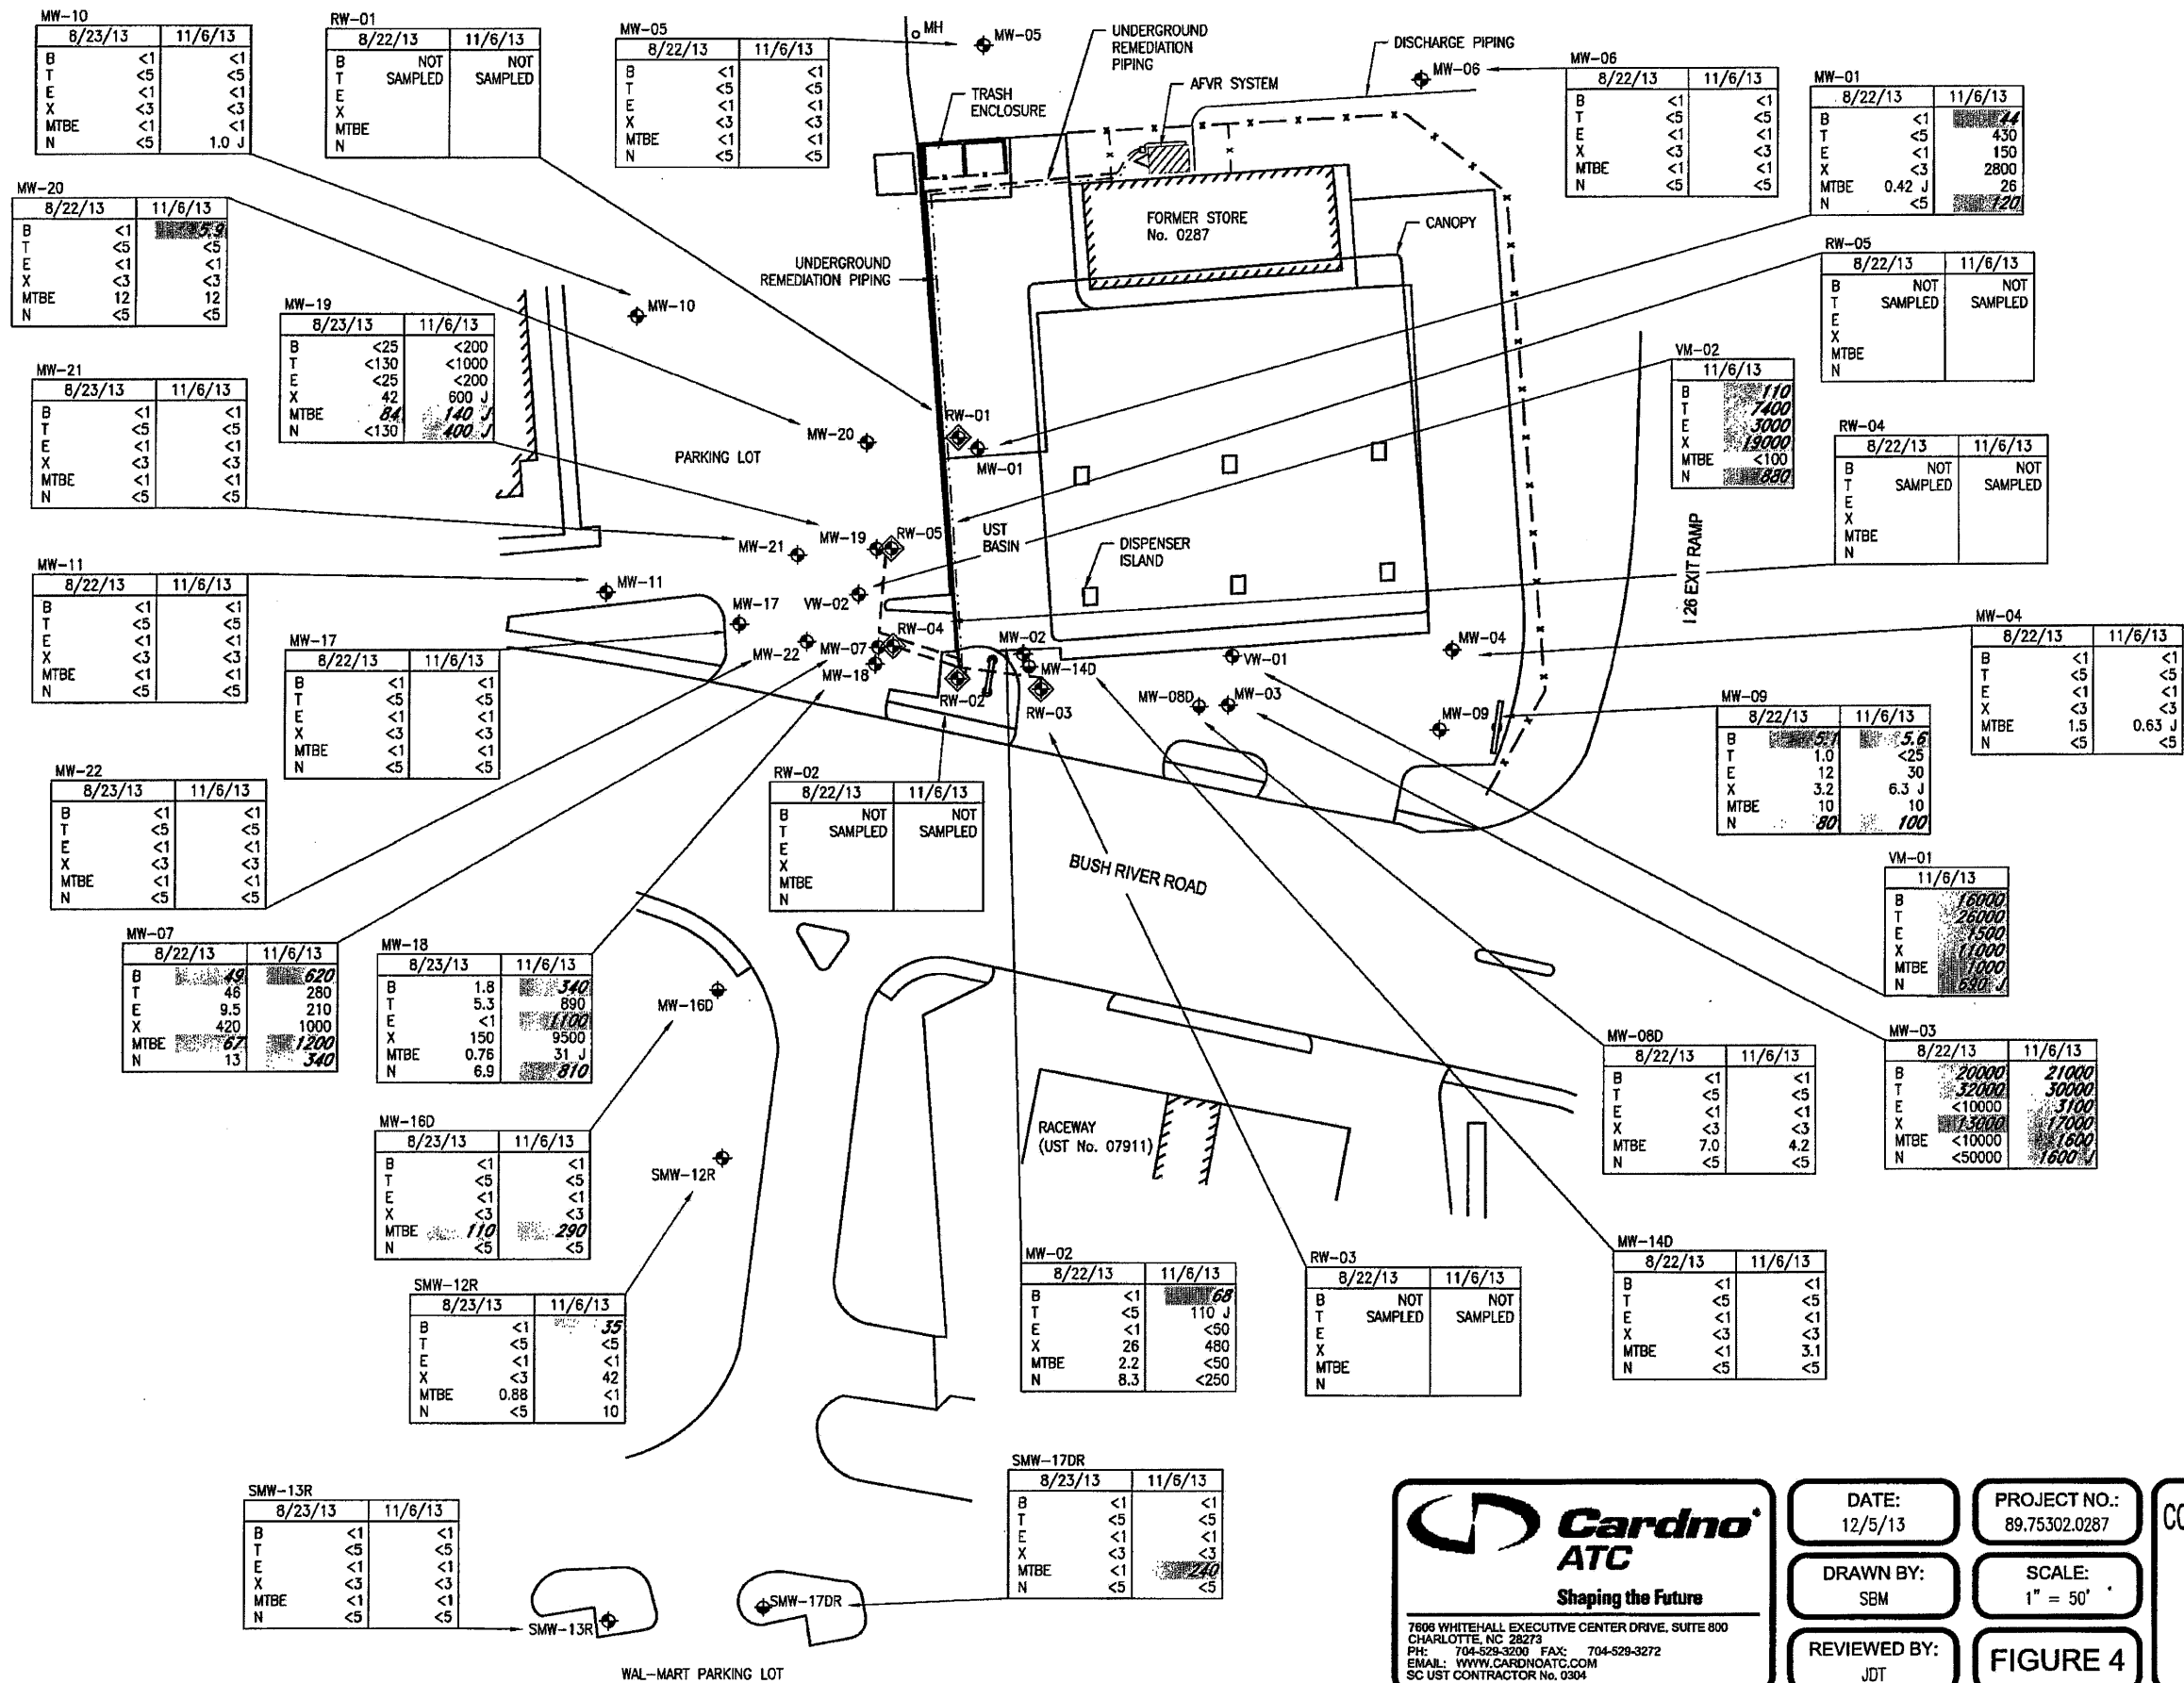 MW-10
8/23/13 11/6/13
B <1 <1
T <5 <5
E <1 <1
X <3 <3
MTBE <1 <1
N <5 1.0 J
RW-01
8/22/13 11/6/13
B NOT NOT
T SAMPLED SAMPLED
E
X
MTBE
N
MW-05
8/22/13 11/6/13
B <1 <1
T <5 <5
E <1 <1
X <3 <3
MTBE <1 <1
N <5 <5
MH
MW-05
UNDERGROUND
REMEDIATION
PIPING
DISCHARGE PIPING
MW-06
AFVR SYSTEM
TRASH
ENCLOSURE
MW-06
8/22/13 11/6/13
B <1 <1
T <5 <5
E <1 <1
X <3 <3
MTBE <1 <1
N <5 <5
MW-01
8/22/13 11/6/13
B <1 44
T <5 430
E <1 150
X <3 2800
MTBE 0.42 J 26
N <5 120
MW-20
8/22/13 11/6/13
B <1 5.9
T <5 <5
E <1 <1
X <3 <3
MTBE 12 12
N <5 <5
FORMER STORE
No. 0287
CANOPY
UNDERGROUND
REMEDIATION PIPING
RW-05
8/22/13 11/6/13
B NOT NOT
T SAMPLED SAMPLED
E
X
MTBE
N
MW-19
8/23/13 11/6/13
B <25 <200
T <130 <1000
E <25 <200
X 42 600 J
MTBE 84 140 J
N <130 400 J
MW-10
MW-21
8/23/13 11/6/13
B <1 <1
T <5 <5
E <1 <1
X <3 <3
MTBE <1 <1
N <5 <5
VM-02
11/6/13
B 110
T 7400
E 3000
X 19000
MTBE <100
N 880
RW-04
8/22/13 11/6/13
B NOT NOT
T SAMPLED SAMPLED
E
X
MTBE
N
RW-01
MW-20
MW-01
PARKING LOT
MW-19
RW-05
MW-21
UST
BASIN
DISPENSER
ISLAND
I 26 EXIT RAMP
MW-11
8/22/13 11/6/13
B <1 <1
T <5 <5
E <1 <1
X <3 <3
MTBE <1 <1
N <5 <5
MW-11
MW-17
VW-02
MW-22
MW-07
RW-04
MW-18
MW-02
MW-14D
RW-02
RW-03
VW-01
MW-04
MW-08D
MW-03
MW-09
MW-17
8/22/13 11/6/13
B <1 <1
T <5 <5
E <1 <1
X <3 <3
MTBE <1 <1
N <5 <5
MW-04
8/22/13 11/6/13
B <1 <1
T <5 <5
E <1 <1
X <3 <3
MTBE 1.5 0.63 J
N <5 <5
MW-09
8/22/13 11/6/13
B 5.1 5.6
T 1.0 <25
E 12 30
X 3.2 6.3 J
MTBE 10 10
N 80 100
MW-22
8/23/13 11/6/13
B <1 <1
T <5 <5
E <1 <1
X <3 <3
MTBE <1 <1
N <5 <5
RW-02
8/22/13 11/6/13
B NOT NOT
T SAMPLED SAMPLED
E
X
MTBE
N
BUSH RIVER ROAD
VM-01
11/6/13
B 16000
T 26000
E 1500
X 11000
MTBE 1000
N 690 J
MW-07
8/22/13 11/6/13
B 49 620
T 46 280
E 9.5 210
X 420 1000
MTBE 67 1200
N 13 340
MW-18
8/23/13 11/6/13
B 1.8 340
T 5.3 890
E <1 1100
X 150 9500
MTBE 0.76 31 J
N 6.9 810
MW-16D
MW-08D
8/22/13 11/6/13
B <1 <1
T <5 <5
E <1 <1
X <3 <3
MTBE 7.0 4.2
N <5 <5
MW-03
8/22/13 11/6/13
B 20000 21000
T 32000 30000
E <10000 3100
X 13000 17000
MTBE <10000 1600
N <50000 1600 J
MW-16D
8/23/13 11/6/13
B <1 <1
T <5 <5
E <1 <1
X <3 <3
MTBE 110 290
N <5 <5
SMW-12R
RACEWAY
(UST No. 07911)
SMW-12R
8/23/13 11/6/13
B <1 35
T <5 <5
E <1 <1
X <3 42
MTBE 0.88 <1
N <5 10
MW-02
8/22/13 11/6/13
B <1 68
T <5 110 J
E <1 <50
X 26 480
MTBE 2.2 <50
N 8.3 <250
RW-03
8/22/13 11/6/13
B NOT NOT
T SAMPLED SAMPLED
E
X
MTBE
N
MW-14D
8/22/13 11/6/13
B <1 <1
T <5 <5
E <1 <1
X <3 <3
MTBE <1 3.1
N <5 <5
SMW-13R
8/23/13 11/6/13
B <1 <1
T <5 <5
E <1 <1
X <3 <3
MTBE <1 <1
N <5 <5
SMW-17DR
8/23/13 11/6/13
B <1 <1
T <5 <5
E <1 <1
X <3 <3
MTBE <1 240
N <5 <5
SMW-13R
SMW-17DR
WAL-MART PARKING LOT
Cardno
ATC
Shaping the Future
7606 WHITEHALL EXECUTIVE CENTER DRIVE, SUITE 800
CHARLOTTE, NC 28273
PH: 704-529-3200 FAX: 704-529-3272
EMAIL: WWW.CARDNOATC.COM
SC UST CONTRACTOR No. 0304
DATE:
12/5/13
PROJECT NO.:
89.75302.0287
DRAWN BY:
SBM
SCALE:
1" = 50'
REVIEWED BY:
JDT
FIGURE 4